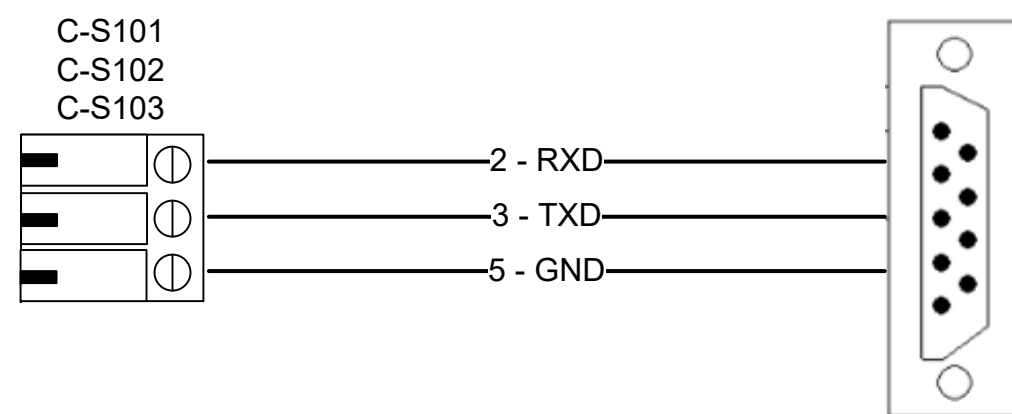 C-S101
C-S102
C-S103
2 - RXD
3 - TXD
5 - GND